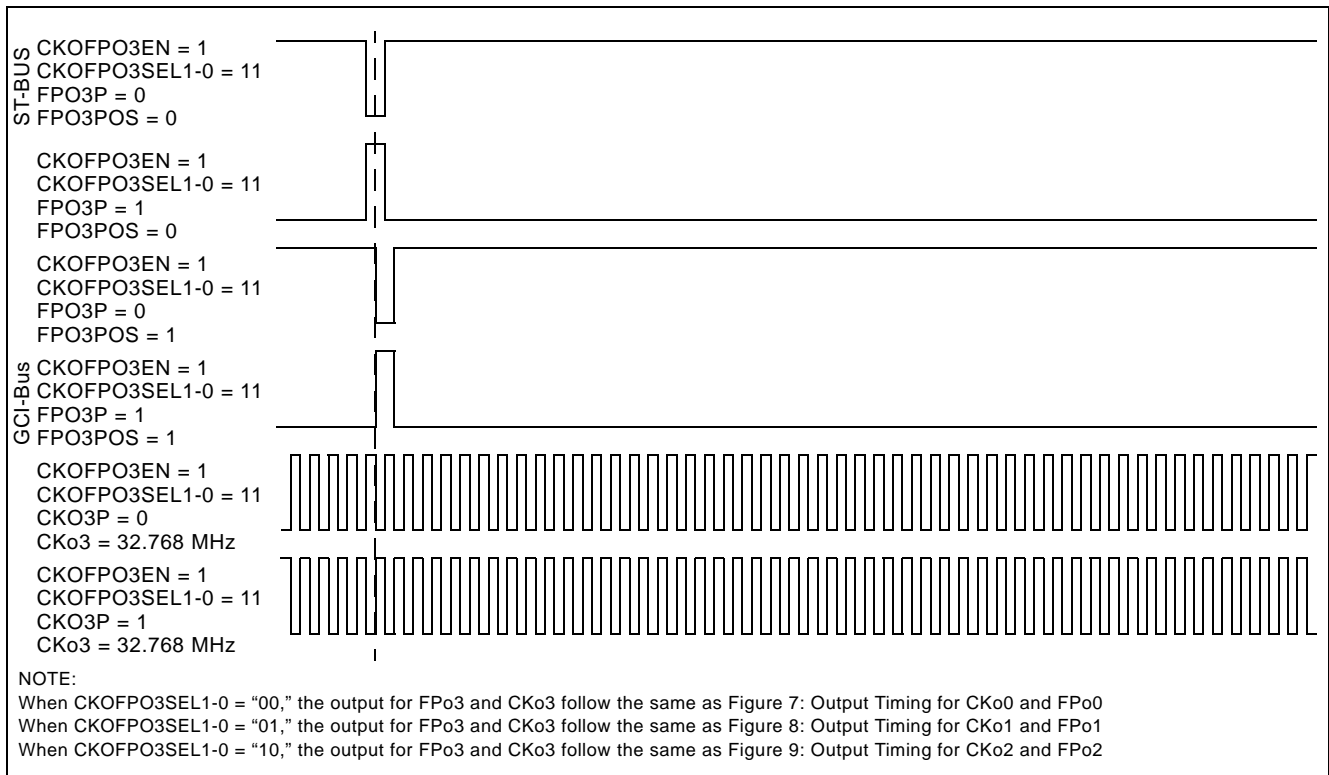 ST-BUS
CKOFPO3EN = 1
CKOFPO3SEL1-0 = 11
FPO3P = 0
FPO3POS = 0
CKOFPO3EN = 1
CKOFPO3SEL1-0 = 11
FPO3P = 1
FPO3POS = 0
CKOFPO3EN = 1
CKOFPO3SEL1-0 = 11
FPO3P = 0
FPO3POS = 1
GCI-Bus
CKOFPO3EN = 1
CKOFPO3SEL1-0 = 11
FPO3P = 1
FPO3POS = 1
CKOFPO3EN = 1
CKOFPO3SEL1-0 = 11
CKO3P = 0
CKo3 = 32.768 MHz
CKOFPO3EN = 1
CKOFPO3SEL1-0 = 11
CKO3P = 1
CKo3 = 32.768 MHz
NOTE:
When CKOFPO3SEL1-0 = “00,” the output for FPo3 and CKo3 follow the same as Figure 7: Output Timing for CKo0 and FPo0
When CKOFPO3SEL1-0 = “01,” the output for FPo3 and CKo3 follow the same as Figure 8: Output Timing for CKo1 and FPo1
When CKOFPO3SEL1-0 = “10,” the output for FPo3 and CKo3 follow the same as Figure 9: Output Timing for CKo2 and FPo2